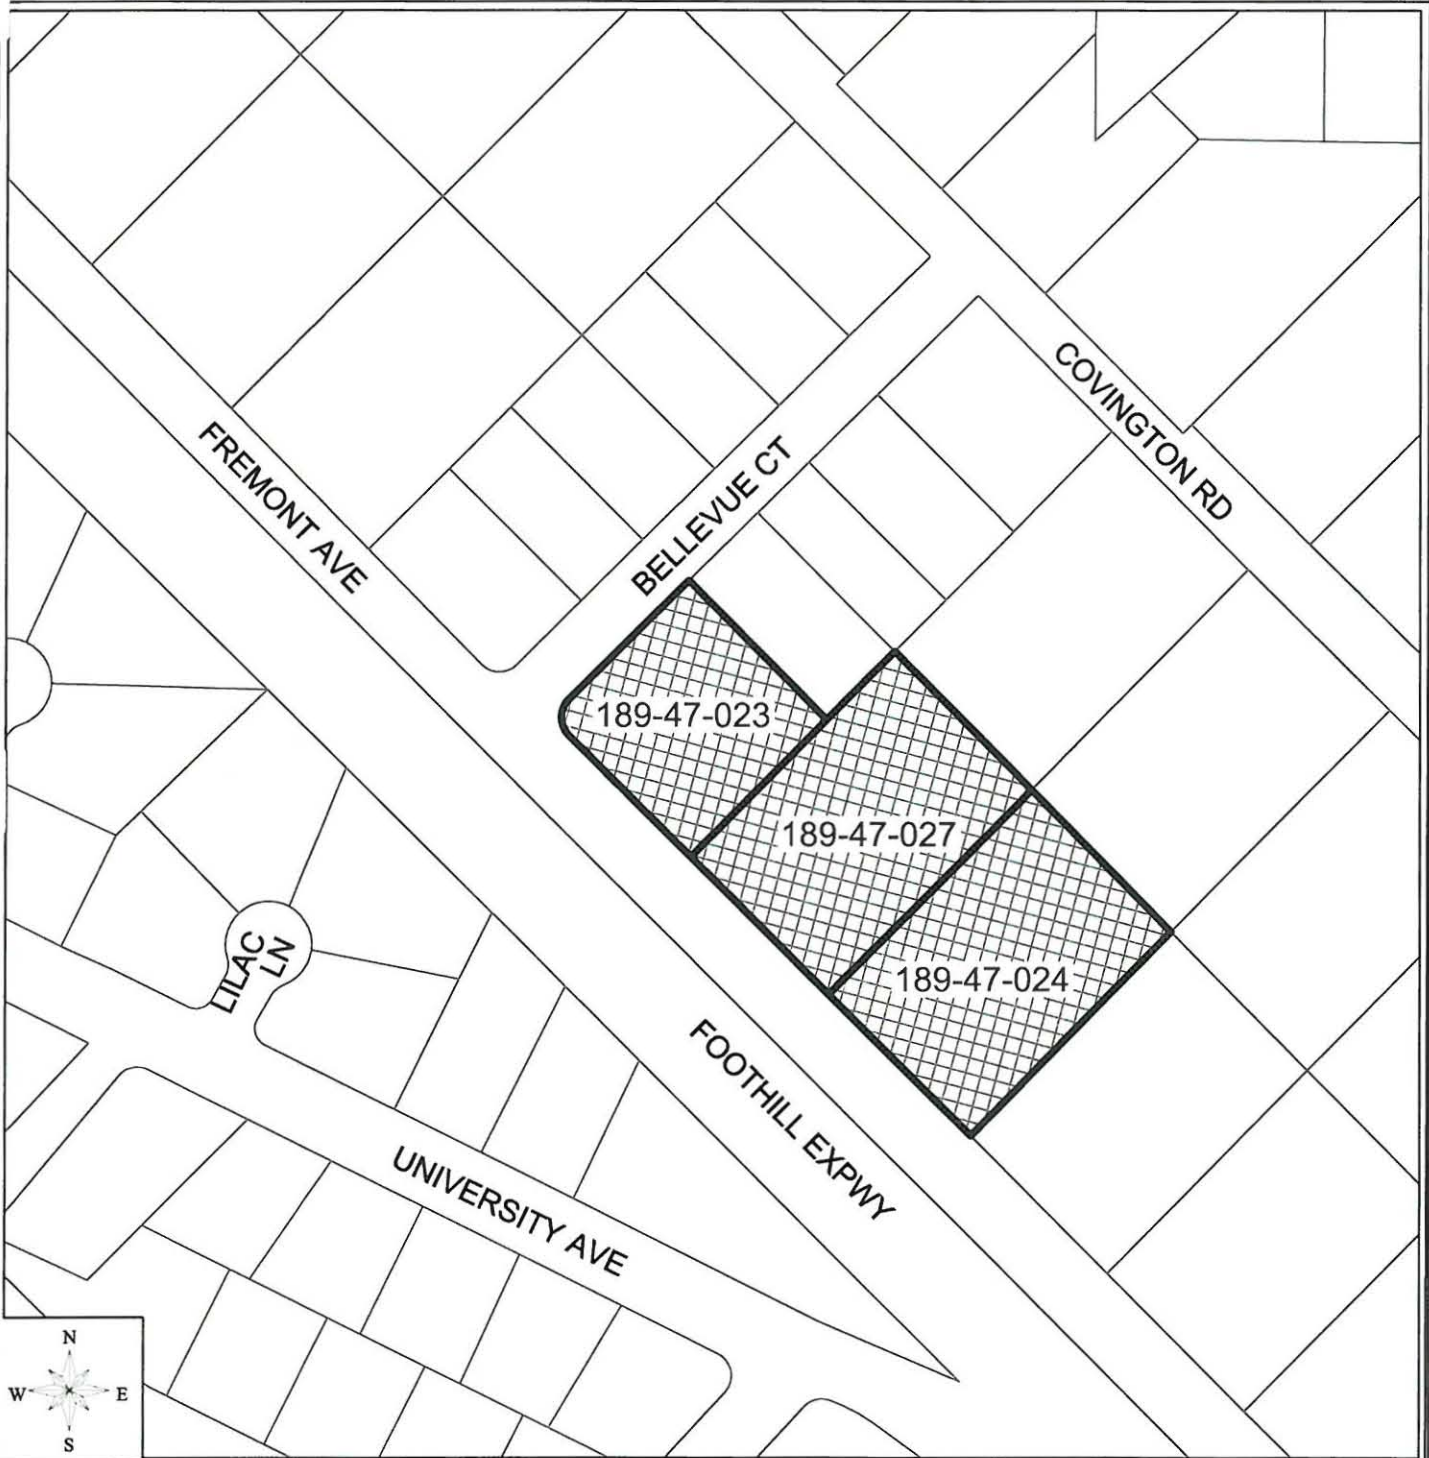 COVINGTON RD
FREMONT AVE
BELLEVUE CT
189-47-023
189-47-027
LILAC
LN
189-47-024
FOOTHILL EXPWY
UNIVERSITY AVE
N
W E
S